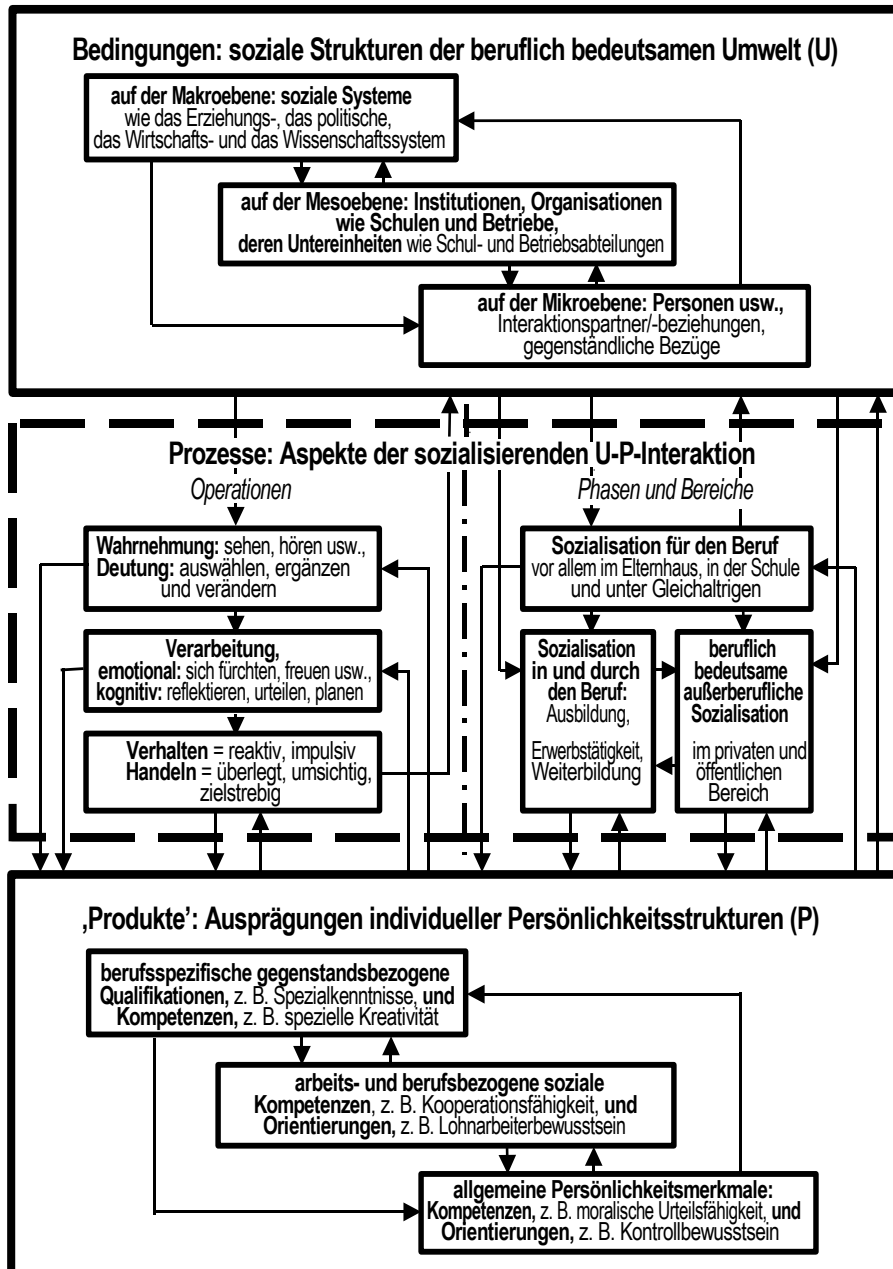 Bedingungen: soziale Strukturen der beruflich bedeutsamen Umwelt (U)
auf der Makroebene: soziale Systeme
wie das Erziehungs-, das politische,
das Wirtschafts- und das Wissenschaftssystem
auf der Mesoebene: Institutionen, Organisationen
wie Schulen und Betriebe,
deren Untereinheiten wie Schul- und Betriebsabteilungen
auf der Mikroebene: Personen usw.,
Interaktionspartner/-beziehungen,
gegenständliche Bezüge
Prozesse: Aspekte der sozialisierenden U-P-Interaktion
Operationen
Wahrnehmung: sehen, hören usw.,
Deutung: auswählen, ergänzen
und verändern
Verarbeitung,
emotional: sich fürchten, freuen usw.,
kognitiv: reflektieren, urteilen, planen
Verhalten = reaktiv, impulsiv
Handeln = überlegt, umsichtig,
zielstrebig
Phasen und Bereiche
Sozialisation für den Beruf
vor allem im Elternhaus, in der Schule
und unter Gleichaltrigen
Sozialisation
in und durch
den Beruf:
Ausbildung,
Erwerbstätigkeit,
Weiterbildung
beruflich
bedeutsame
außerberufliche
Sozialisation
im privaten und
öffentlichen
Bereich
‚Produkte’: Ausprägungen individueller Persönlichkeitsstrukturen (P)
berufsspezifische gegenstandsbezogene
Qualifikationen, z. B. Spezialkenntnisse, und
Kompetenzen, z. B. spezielle Kreativität
arbeits- und berufsbezogene soziale
Kompetenzen, z. B. Kooperationsfähigkeit, und
Orientierungen, z. B. Lohnarbeiterbewusstsein
allgemeine Persönlichkeitsmerkmale:
Kompetenzen, z. B. moralische Urteilsfähigkeit, und
Orientierungen, z. B. Kontrollbewusstsein